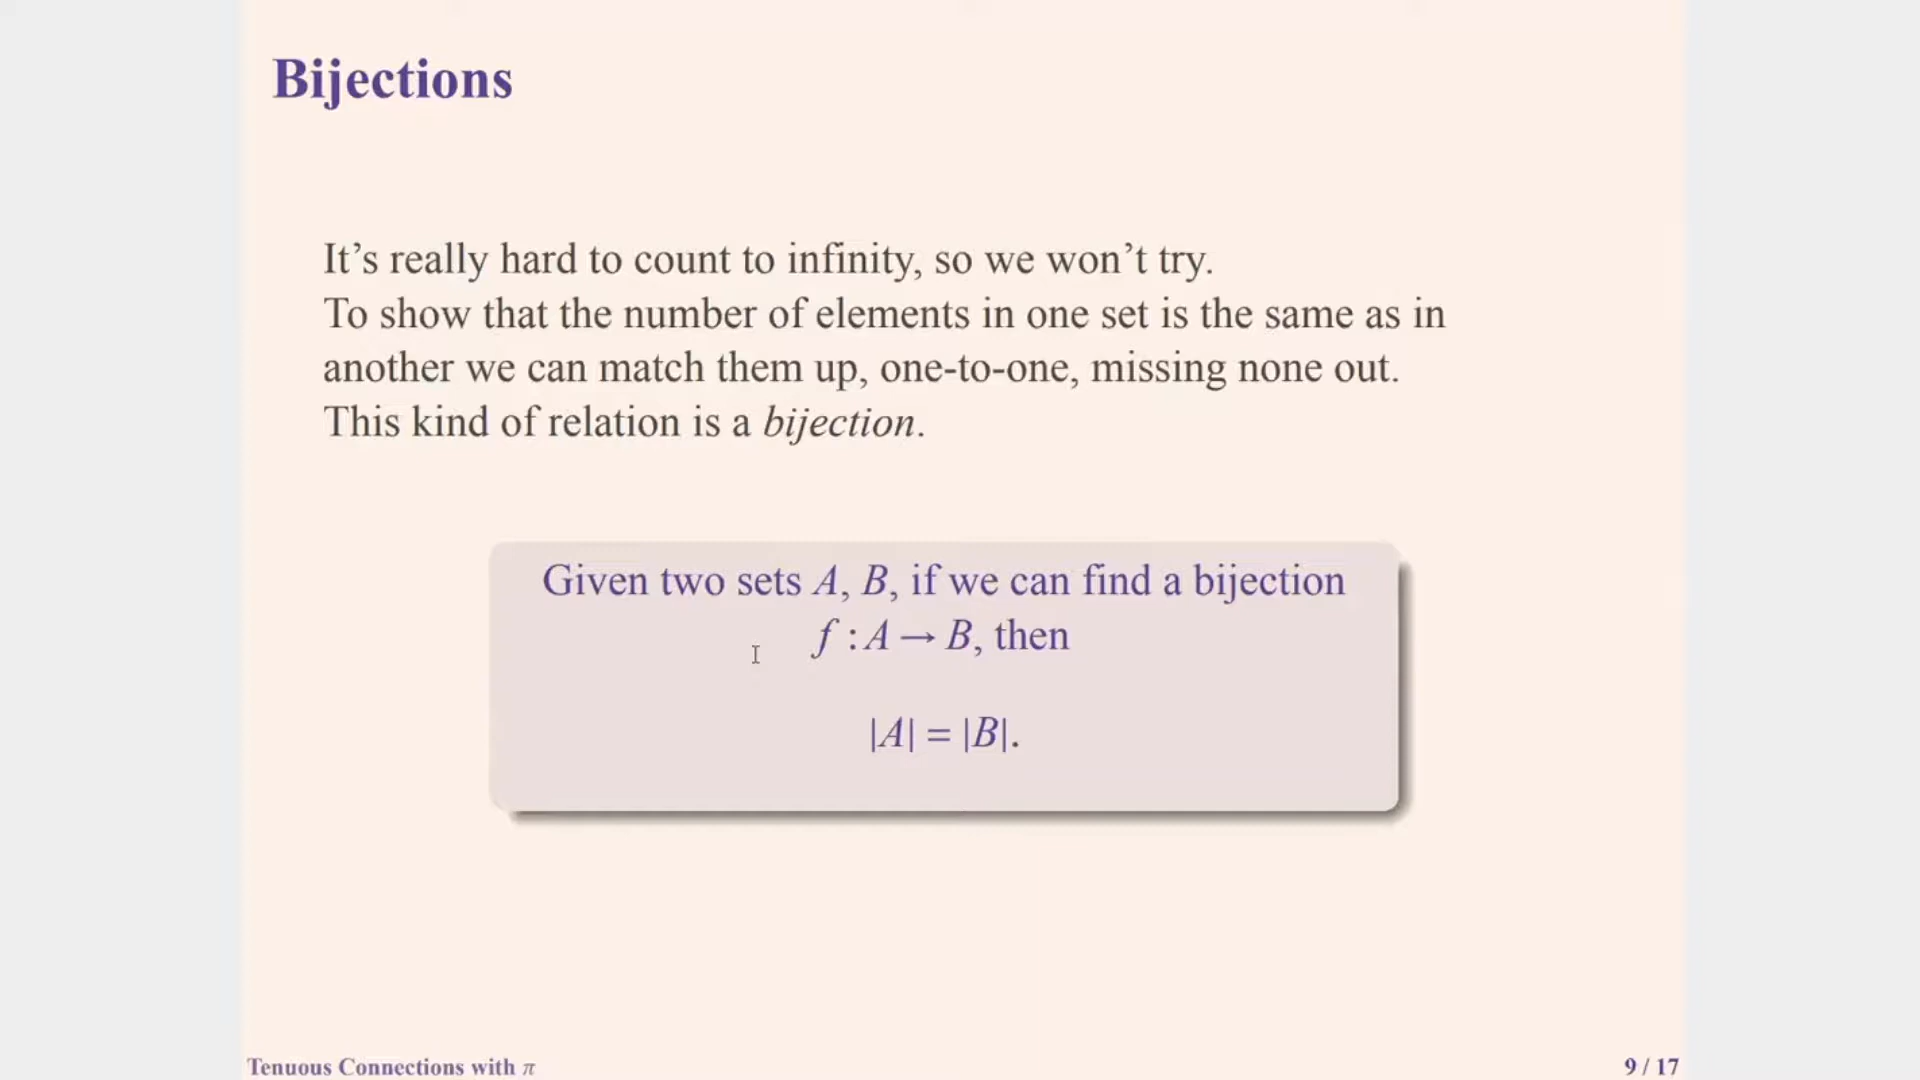 Bijections
It’s really hard to count to infinity, so we won’t try.
To show that the number of elements in one set is the same as in
another we can match them up, one-to-one, missing none out.
This kind of relation is a bijection.
Given two sets A, B, if we can find a bijection
f : A → B, then
|A| = |B|.
Tenuous Connections with π
9 / 17